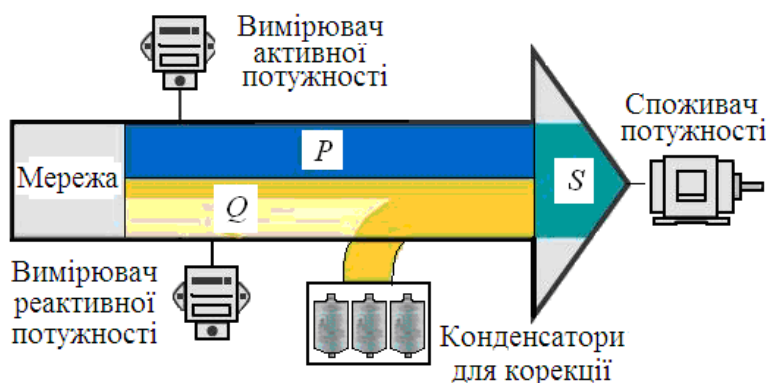 Вимірювач
активної
потужності
Споживач
потужності
P
Мережа
S
Q
Вимірювач
реактивної
потужності
Конденсатори
для корекції